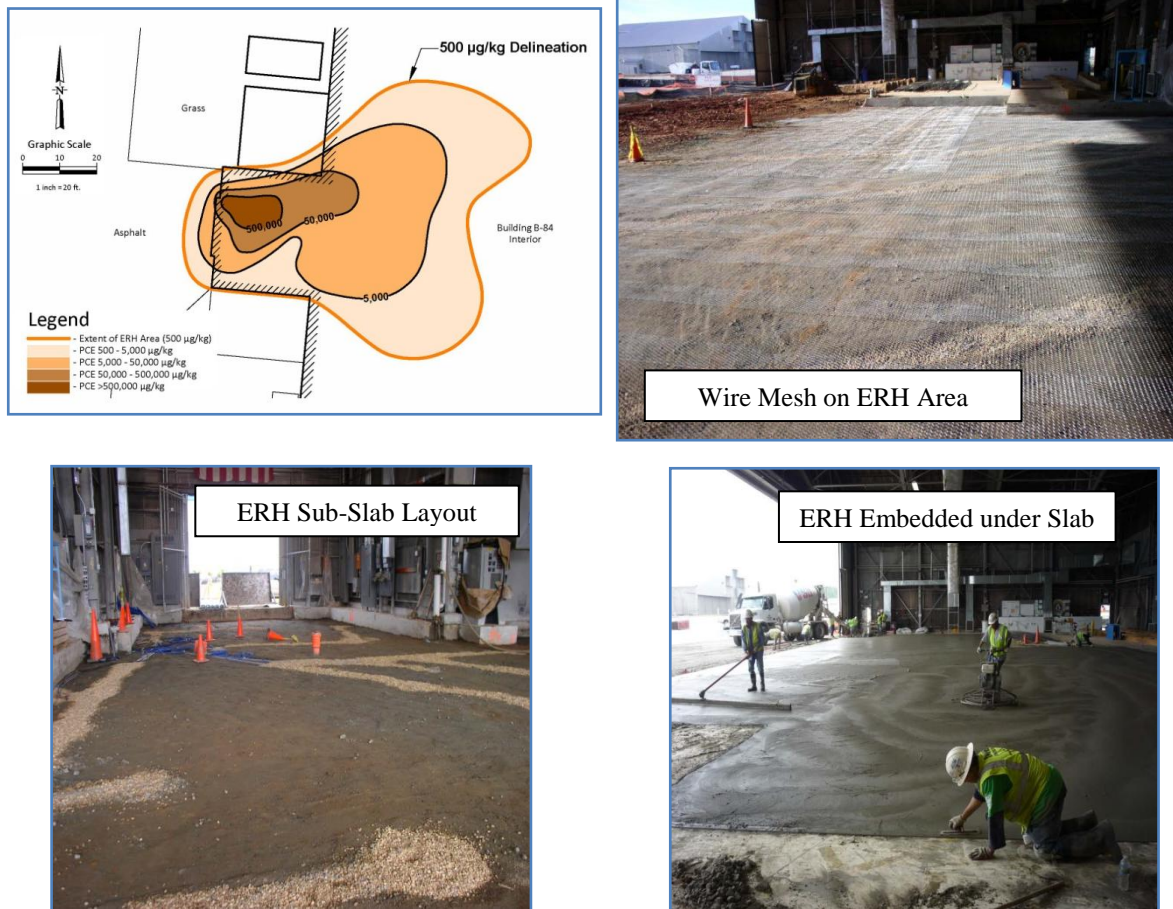 500 µg/kg Delineation
N
Grass
Graphic Scale
0 10 20
1 inch = 20 ft.
500,000
50,000
Asphalt
Building B-84
Interior
5,000
Legend
- Extent of ERH Area (500 µg/kg)
- PCE 500 - 5,000 µg/kg
- PCE 5,000 - 50,000 µg/kg
- PCE 50,000 - 500,000 µg/kg
- PCE >500,000 µg/kg
Wire Mesh on ERH Area
ERH Sub-Slab Layout
ERH Embedded under Slab